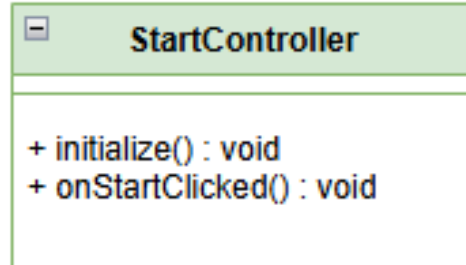 StartController
+ initialize() : void
+ onStartClicked() : void